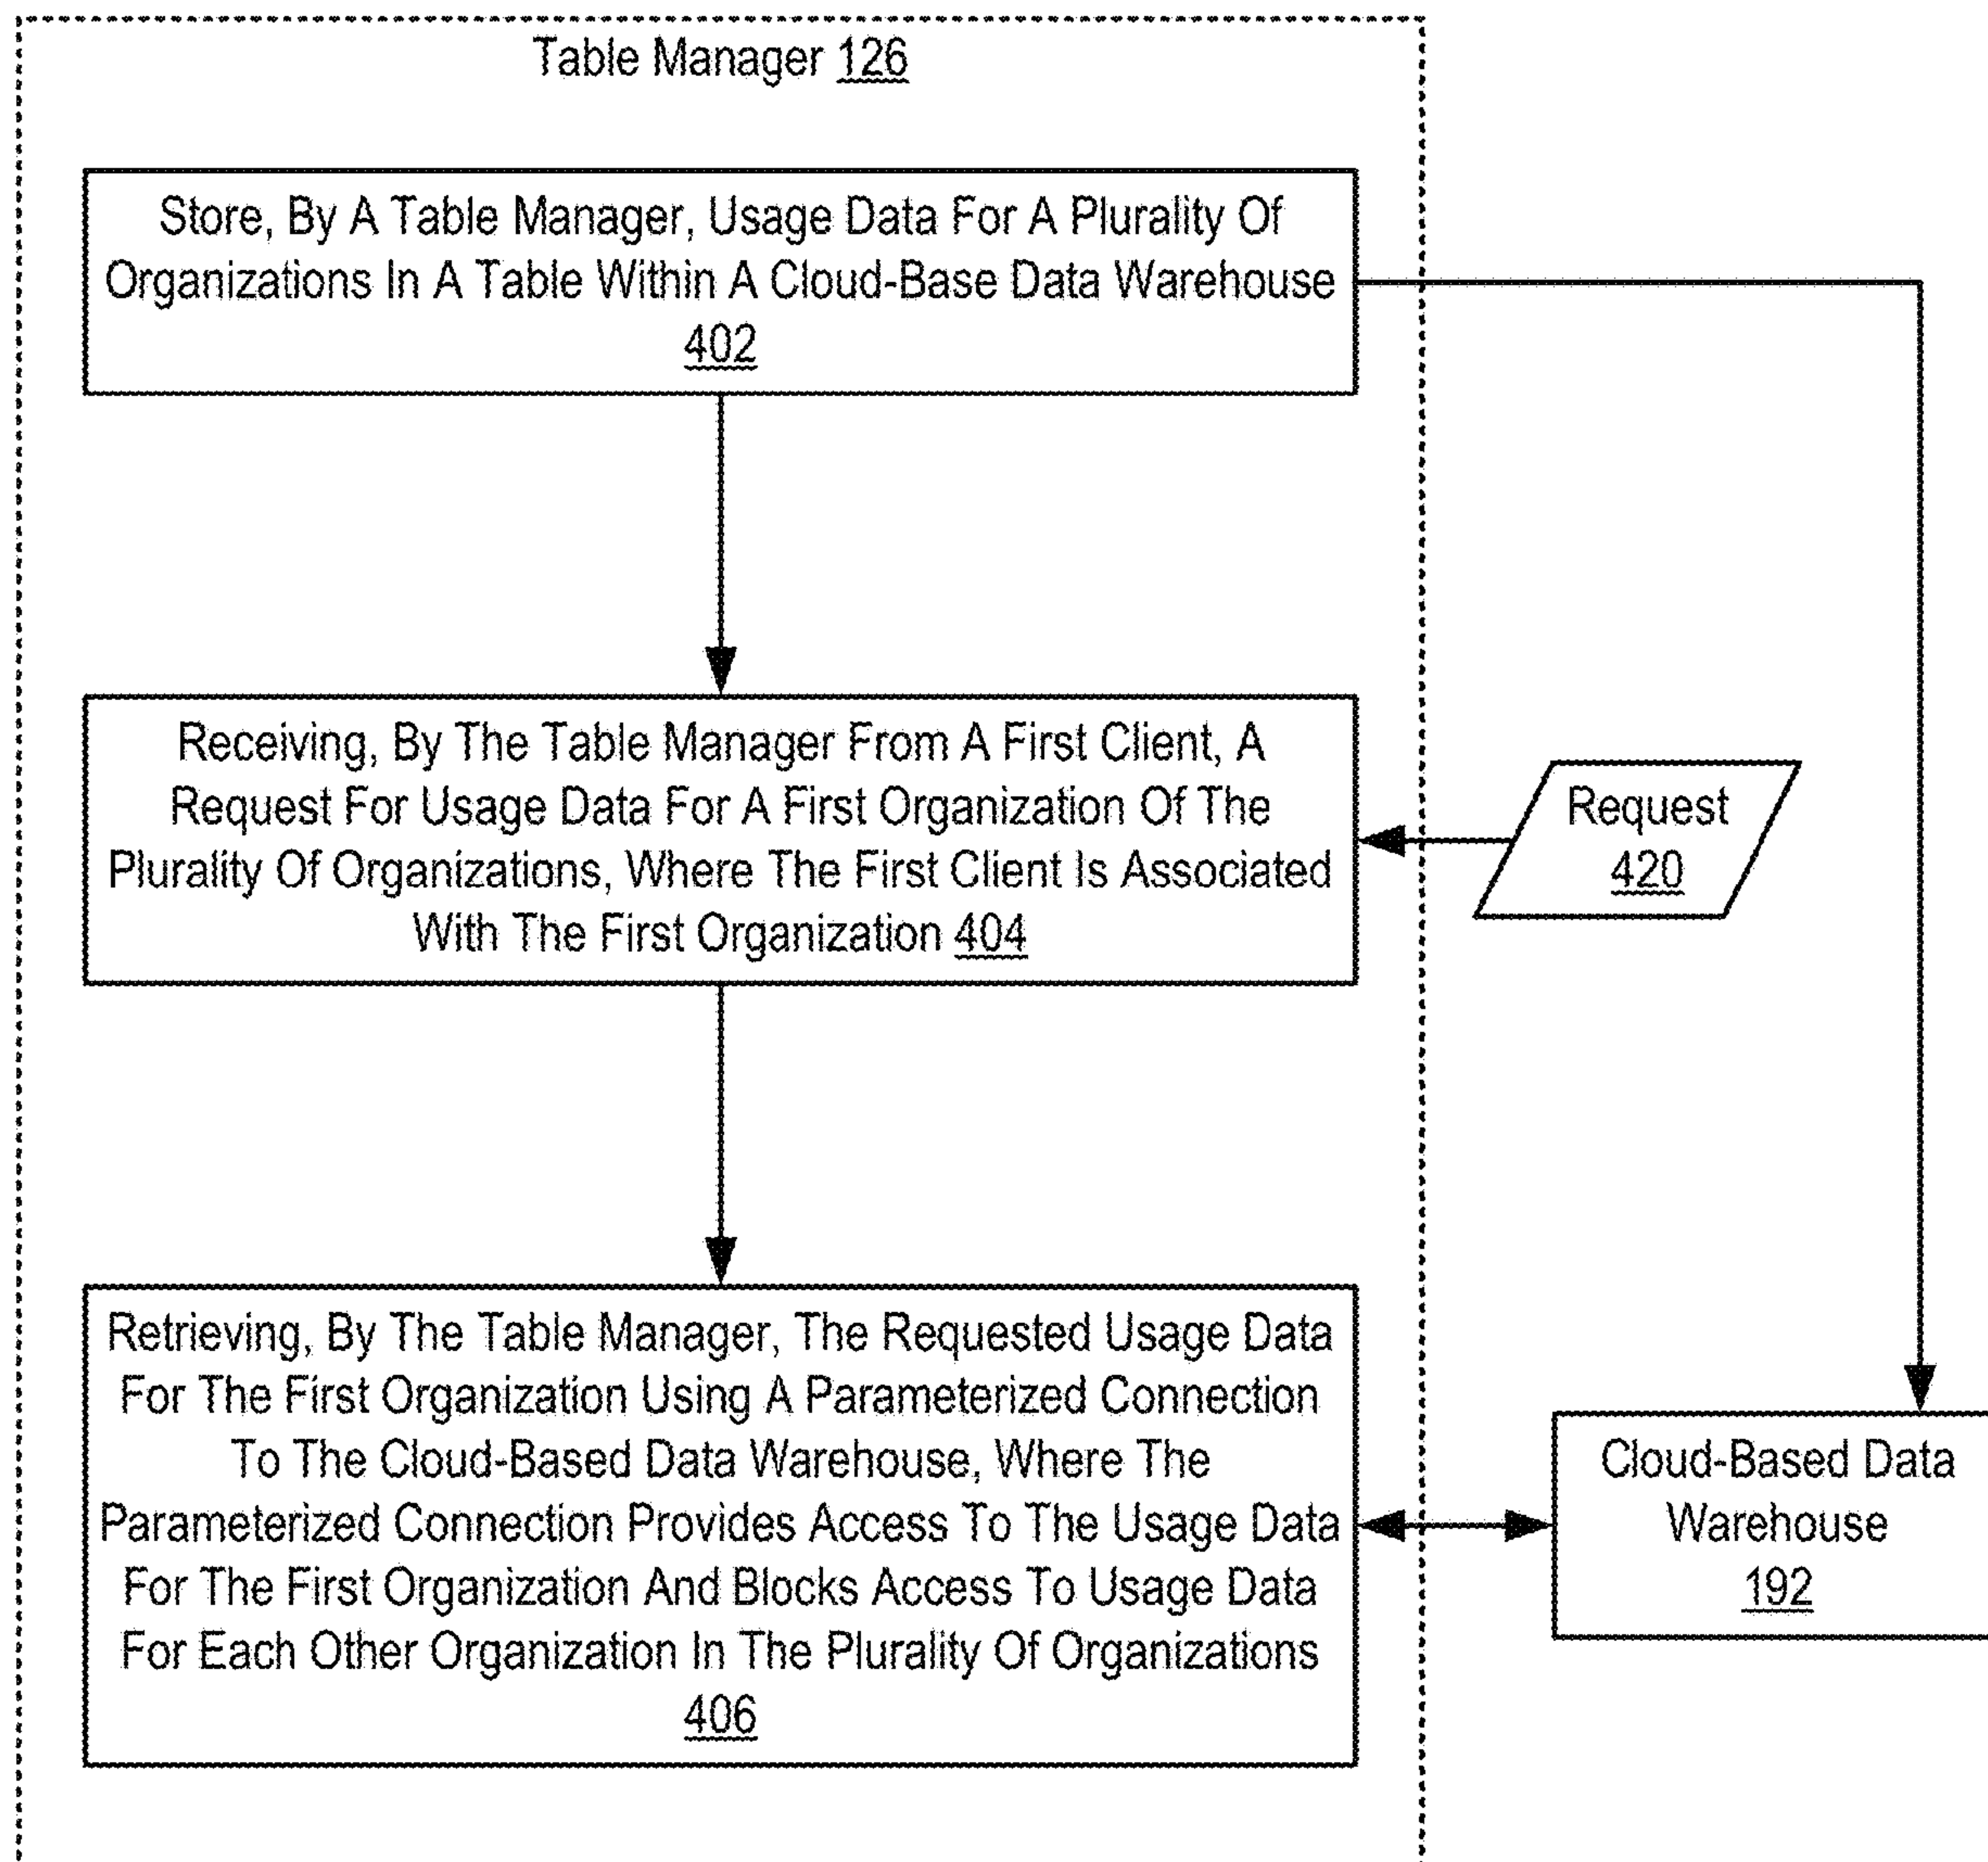 Table Manager 126
Store, By A Table Manager, Usage Data For A Plurality Of
Organizations In A Table Within A Cloud-Base Data Warehouse
402
Receiving, By The Table Manager From A First Client, A
Request For Usage Data For A First Organization Of The
Plurality Of Organizations, Where The First Client Is Associated
With The First Organization 404
Request
420
Retrieving, By The Table Manager, The Requested Usage Data
For The First Organization Using A Parameterized Connection
To The Cloud-Based Data Warehouse, Where The
Parameterized Connection Provides Access To The Usage Data
For The First Organization And Blocks Access To Usage Data
For Each Other Organization In The Plurality Of Organizations
406
Cloud-Based Data
Warehouse
192